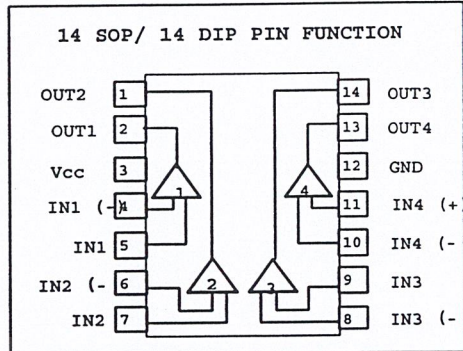 14 SOP/ 14 DIP PIN FUNCTION
OUT2 1
OUT1 2
Vcc 3
IN1 (-) 4
IN1 5
IN2 (- 6
IN2 7
14 OUT3
13 OUT4
12 GND
11 IN4 (+)
10 IN4 (-
9 IN3
8 IN3 (-
1
4
2
3